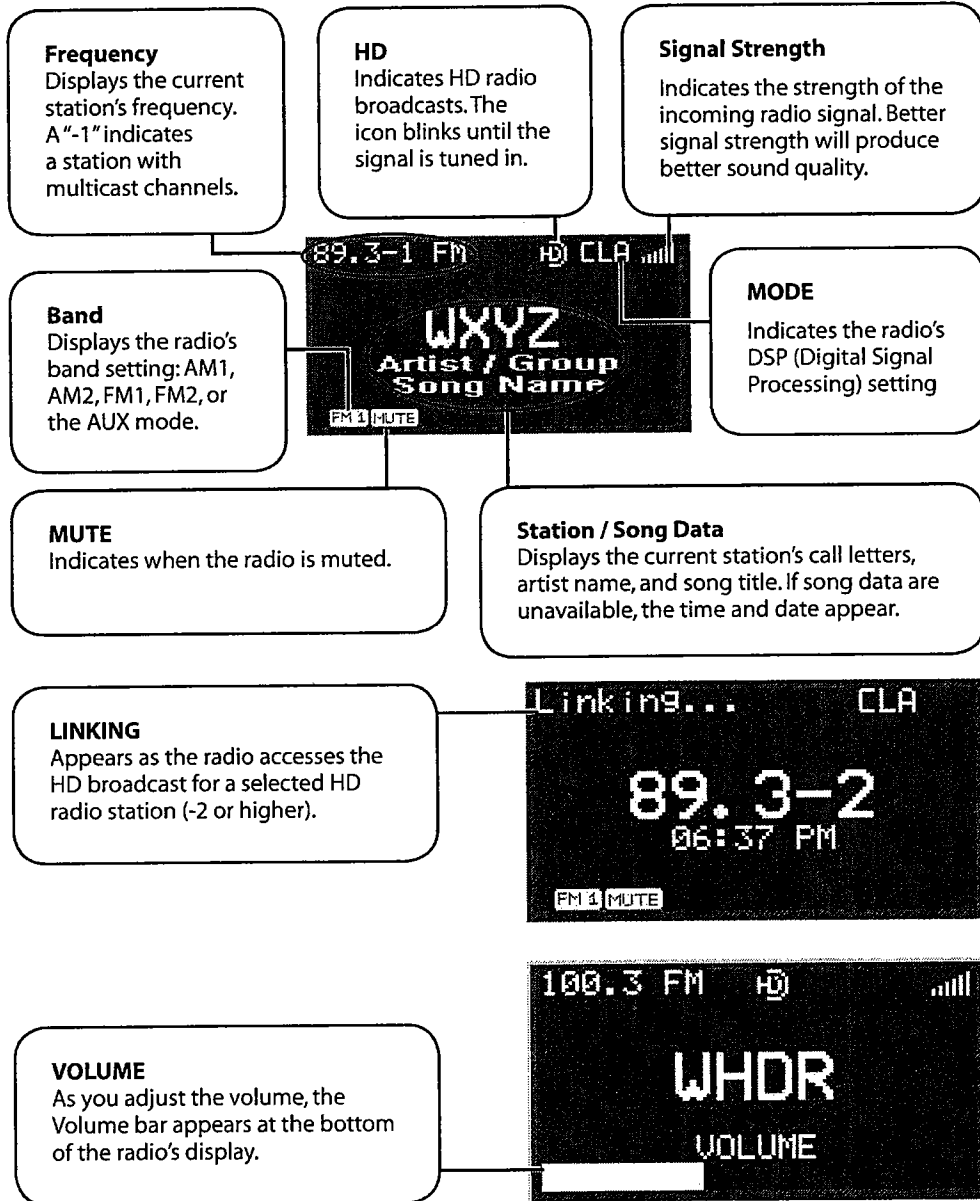 Frequency
Displays the current
station's frequency.
A "-1" indicates
a station with
multicast channels.
HD
Indicates HD radio
broadcasts. The
icon blinks until the
signal is tuned in.
Signal Strength
Indicates the strength of the
incoming radio signal. Better
signal strength will produce
better sound quality.
89.3-1 FM HD CLA
WXYZ
Artist / Group
Song Name
FM 1 MUTE
Band
Displays the radio's
band setting: AM1,
AM2, FM1, FM2, or
the AUX mode.
MODE
Indicates the radio's
DSP (Digital Signal
Processing) setting
MUTE
Indicates when the radio is muted.
Station / Song Data
Displays the current station's call letters,
artist name, and song title. If song data are
unavailable, the time and date appear.
LINKING
Appears as the radio accesses the
HD broadcast for a selected HD
radio station (-2 or higher).
Linking... CLA
89.3-2
06:37 PM
FM 1 MUTE
VOLUME
As you adjust the volume, the
Volume bar appears at the bottom
of the radio's display.
100.3 FM HD
WHDR
VOLUME